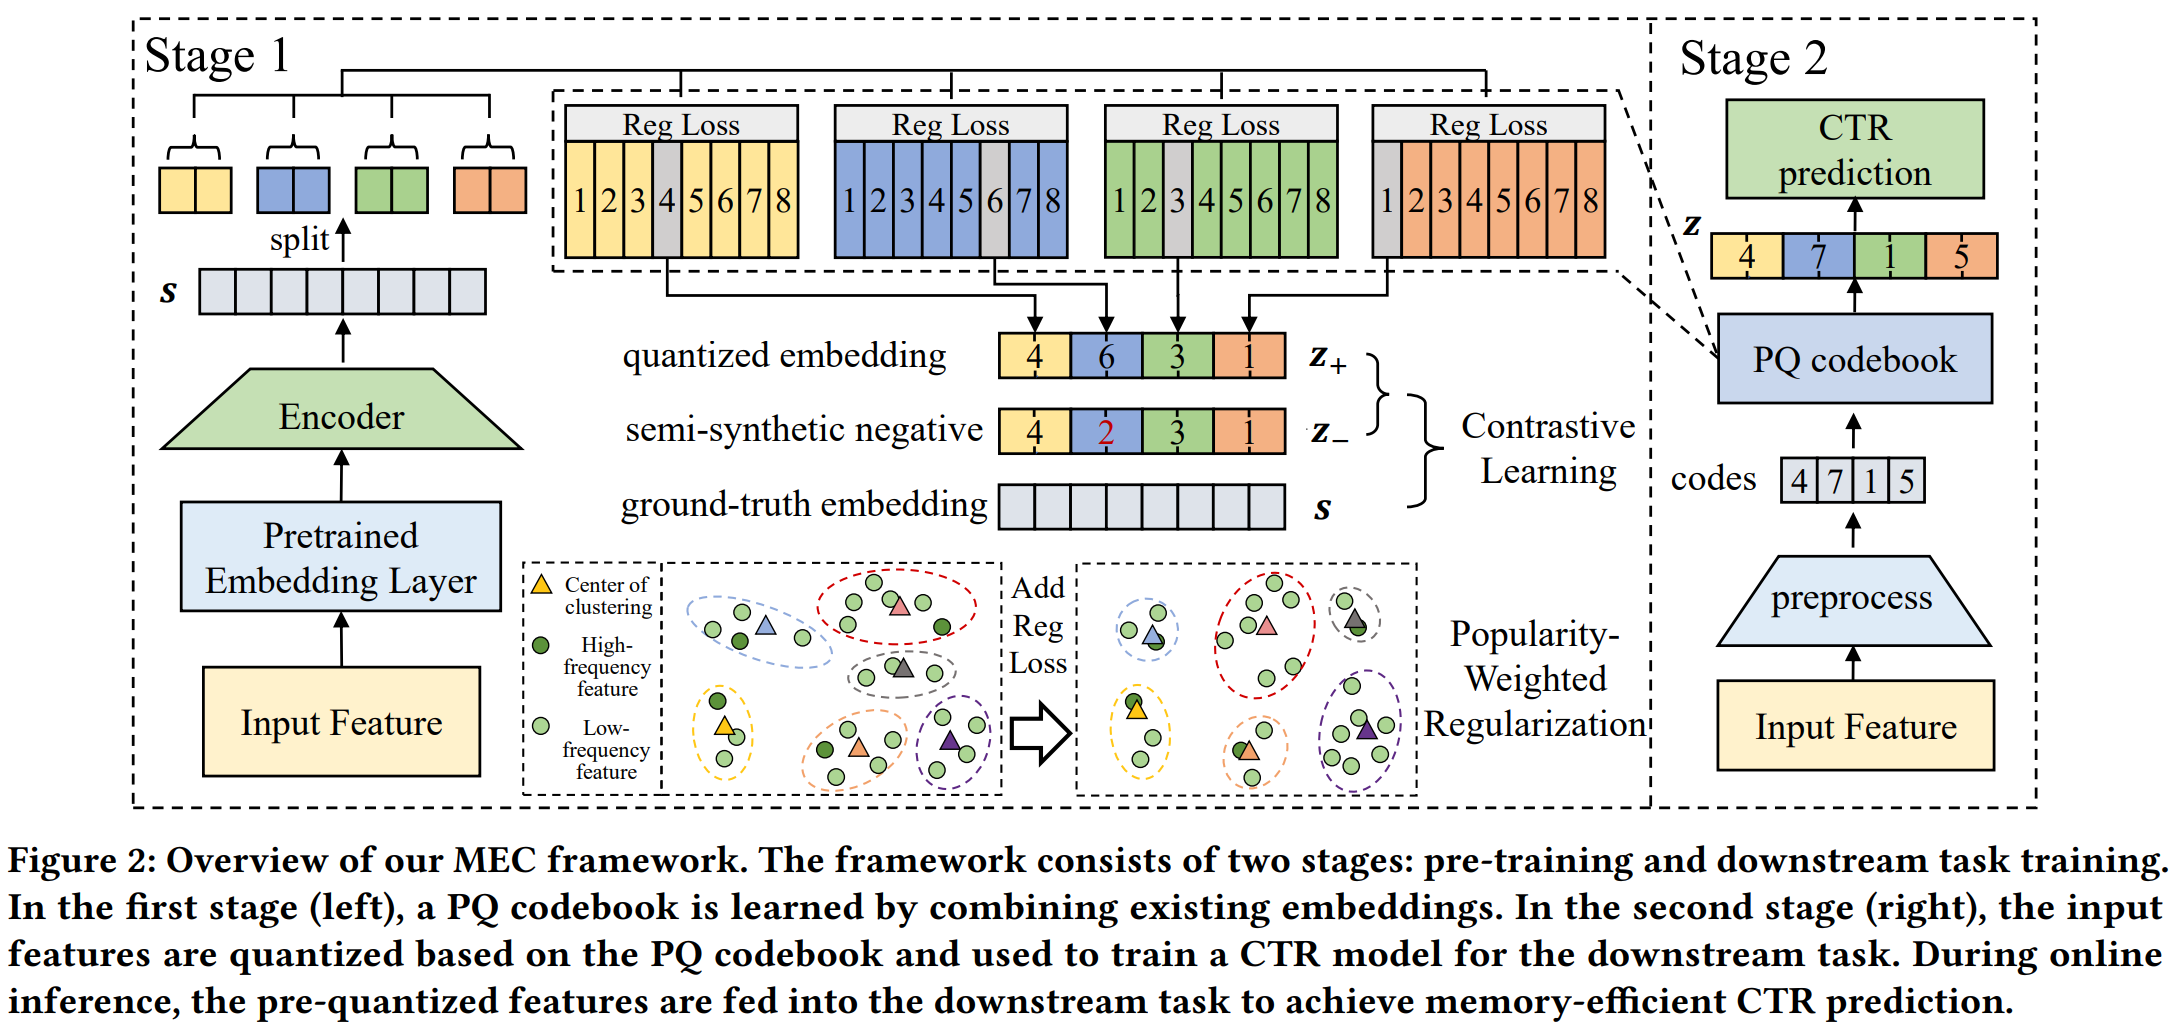 Stage 1
Stage 2
Reg Loss
1 2 3 4 5 6 7 8
Reg Loss
1 2 3 4 5 6 7 8
Reg Loss
1 2 3 4 5 6 7 8
Reg Loss
1 2 3 4 5 6 7 8
split
s
Encoder
Pretrained
Embedding Layer
Input Feature
quantized embedding
4 6 3 1
z+
semi-synthetic negative
4 2 3 1
z−
ground-truth embedding
s
Contrastive
Learning
Center of
clustering
High-
frequency
feature
Low-
frequency
feature
Add
Reg
Loss
Popularity-
Weighted
Regularization
CTR
prediction
z
4 7 1 5
PQ codebook
codes
4 7 1 5
preprocess
Input Feature
Figure 2: Overview of our MEC framework. The framework consists of two stages: pre-training and downstream task training.
In the first stage (left), a PQ codebook is learned by combining existing embeddings. In the second stage (right), the input
features are quantized based on the PQ codebook and used to train a CTR model for the downstream task. During online
inference, the pre-quantized features are fed into the downstream task to achieve memory-efficient CTR prediction.